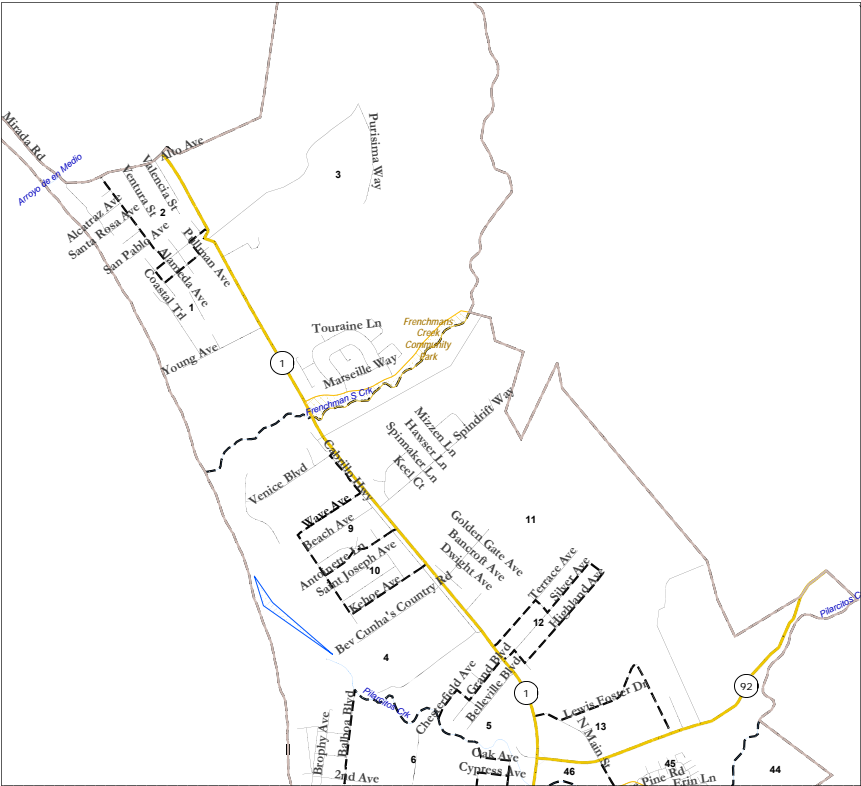 Mirada Rd
Arroyo de en Medio
Alto Ave
Purisima Way
Valencia St
Ventura St
3
2
Alcatraz Ave
Santa Rosa Ave
San Pablo Ave
Pullman Ave
Alameda Ave
Coastal Trl
1
Young Ave
1
Touraine Ln
Frenchmans
Creek
Community
Park
Marseille Way
Frenchman S Crk
Spindrift Way
Mizzen Ln
Hawser Ln
Spinnaker Ln
Keel Ct
Cabrillo Hwy
Venice Blvd
Wave Ave
Beach Ave
9
Antoinette Ln
Saint Joseph Ave
10
Kehoe Ave
Bev Cunha's Country Rd
Golden Gate Ave
Bancroft Ave
Dwight Ave
11
Terrace Ave
Silver Ave
Highland Ave
12
4
Grand Blvd
Belleville Blvd
Chesterfield Ave
Pilarcitos Crk
Pilarcitos C
1
92
Lewis Foster Dr
N Main St
13
5
Balboa Blvd
Brophy Ave
2nd Ave
6
Oak Ave
Cypress Ave
46
45
44
Pine Rd
Erin Ln